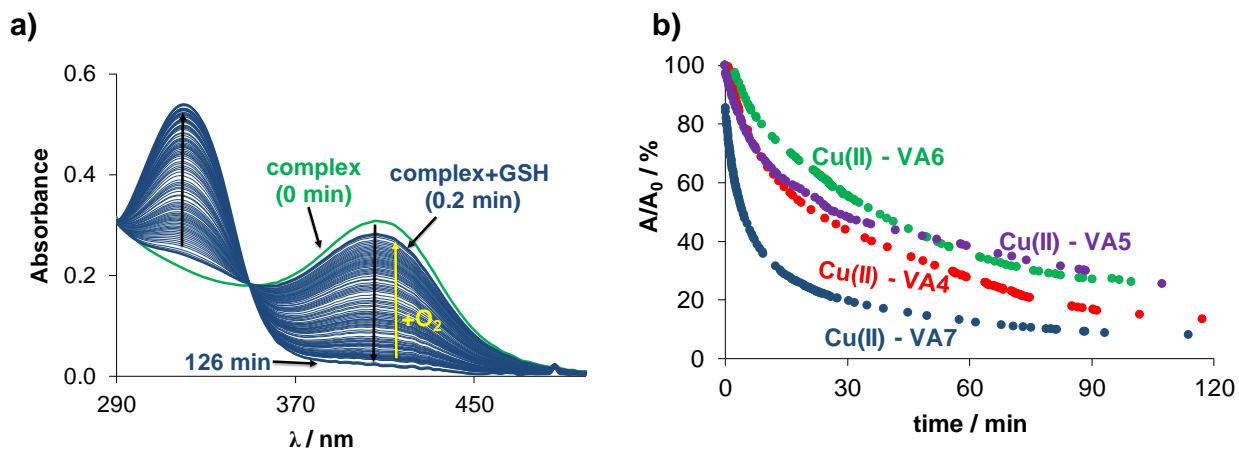 a)
0.6
0.4
0.2
0.0
Absorbance
290
370
450
λ / nm
complex
(0 min)
complex+GSH
(0.2 min)
+O₂
126 min
b)
100
80
60
40
20
0
A/A₀ / %
0
30
60
90
120
time / min
Cu(II) - VA6
Cu(II) - VA5
Cu(II) - VA4
Cu(II) - VA7